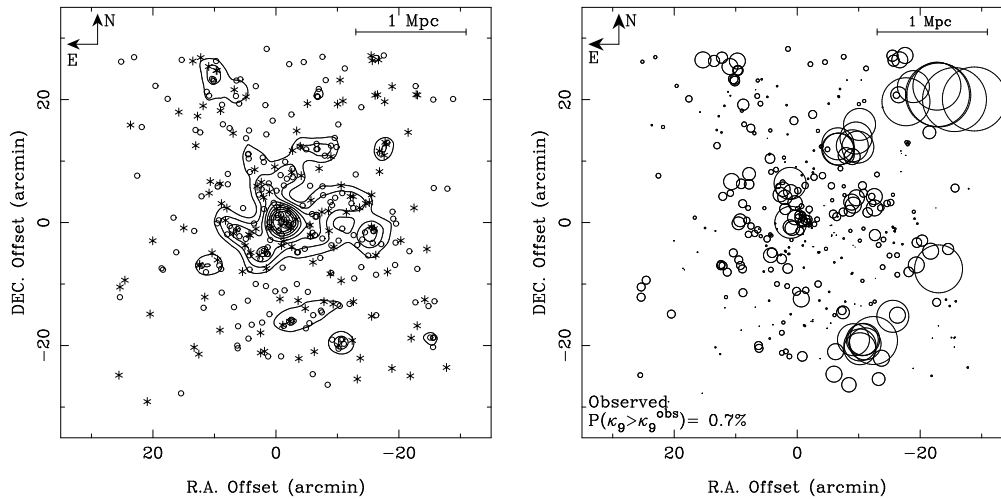 1 Mpc
N
E
20
0
−20
DEC. Offset (arcmin)
20
0
−20
R.A. Offset (arcmin)
1 Mpc
N
E
20
0
−20
DEC. Offset (arcmin)
Observed
P(κ9>κ9obs)= 0.7%
20
0
−20
R.A. Offset (arcmin)